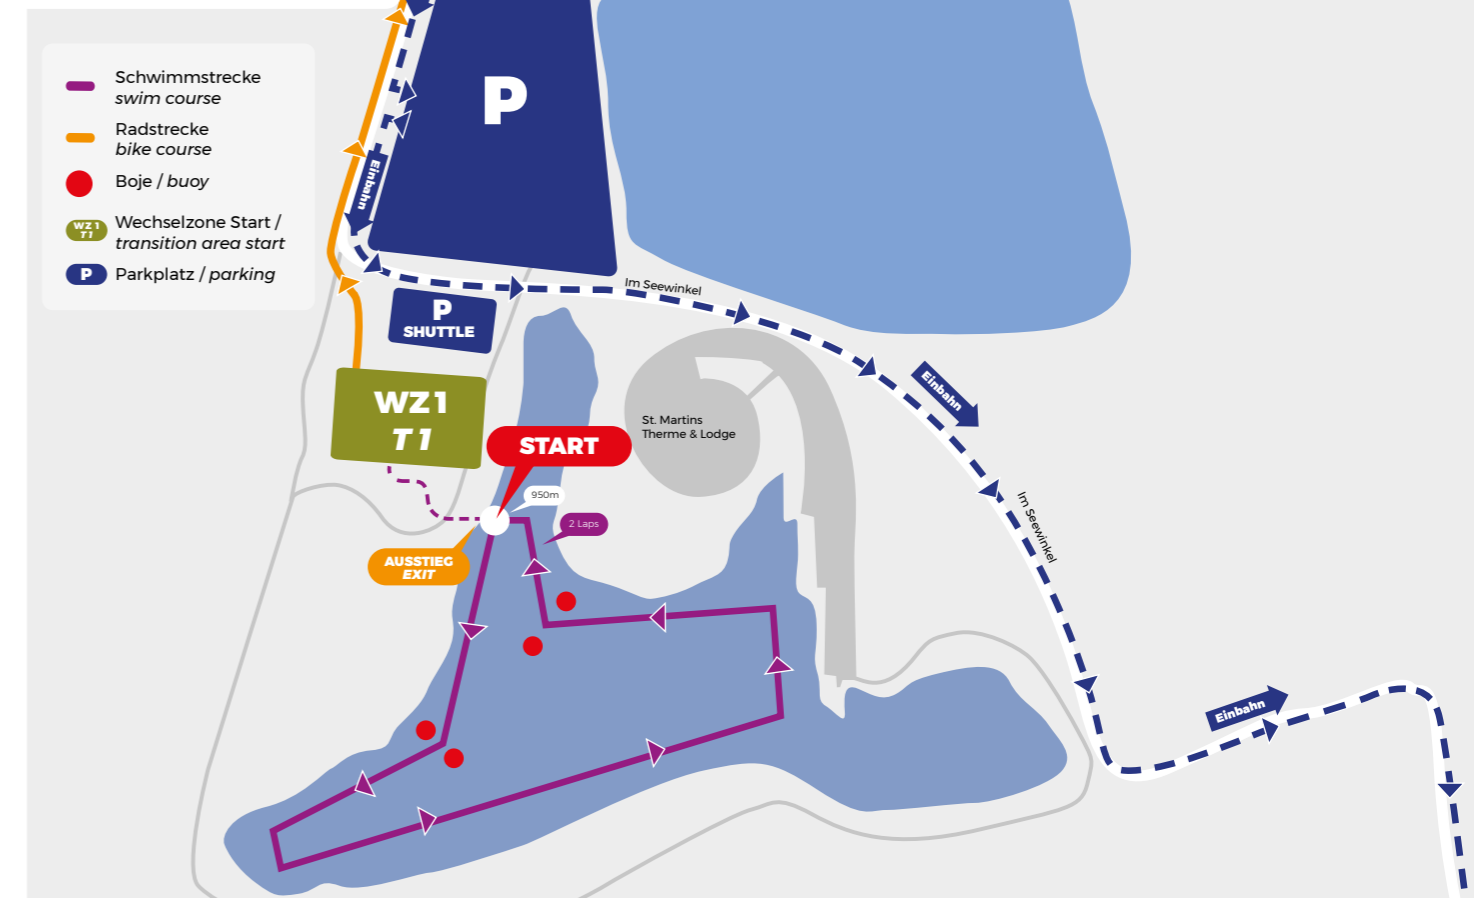 Schwimmstrecke
swim course
Radstrecke
bike course
Boje / buoy
WZ 1
T1
Wechselzone Start /
transition area start
P
Parkplatz / parking
P
Einbahn
Im Seewinkel
P
SHUTTLE
WZ1
T1
START
St. Martins
Therme & Lodge
Einbahn
950m
2 Laps
AUSSTIEG
EXIT
Im Seewinkel
Einbahn